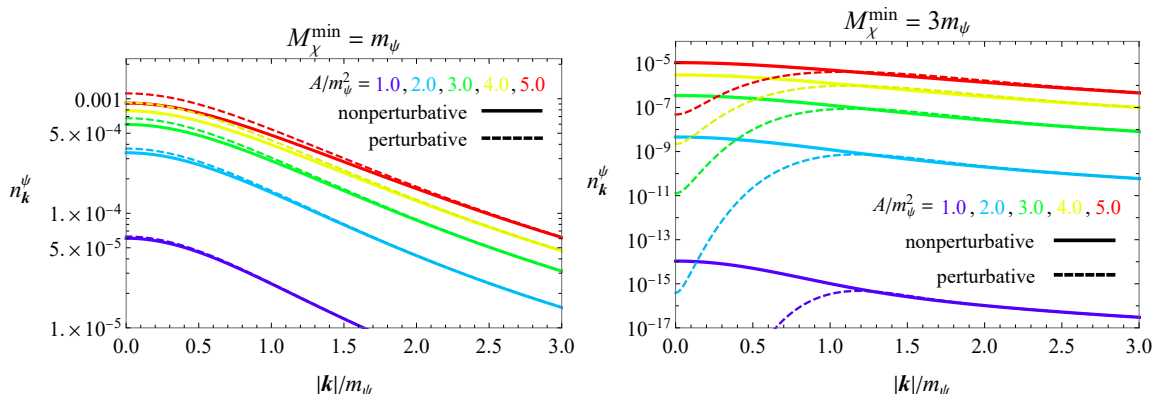 M_χ^min = m_ψ
A/m_ψ^2 = 1.0 , 2.0 , 3.0 , 4.0 , 5.0
nonperturbative
perturbative
0.001
5.×10^-4
1.×10^-4
5.×10^-5
1.×10^-5
n_k^ψ
0.0 0.5 1.0 1.5 2.0 2.5 3.0
|k|/m_ψ
M_χ^min = 3m_ψ
10^-5
10^-7
10^-9
10^-11
10^-13
10^-15
10^-17
n_k^ψ
A/m_ψ^2 = 1.0 , 2.0 , 3.0 , 4.0 , 5.0
nonperturbative
perturbative
0.0 0.5 1.0 1.5 2.0 2.5 3.0
|k|/m_ψ